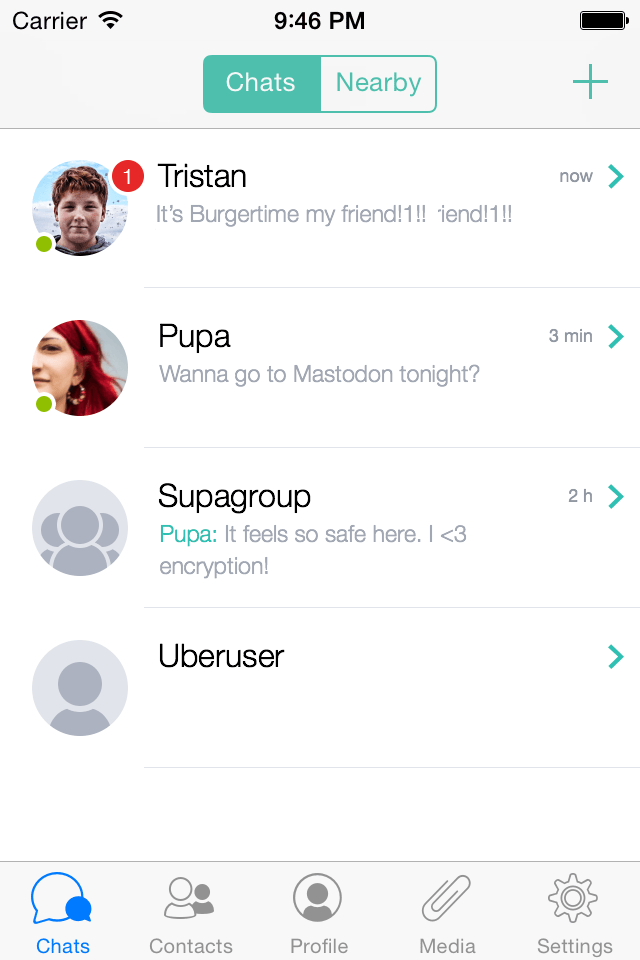 Carrier 9:46 PM
Chats Nearby
1 Tristan now
It's Burgertime my friend!1!! iend!1!!
Pupa 3 min
Wanna go to Mastodon tonight?
Supagroup 2 h
Pupa: It feels so safe here. I <3
encryption!
Uberuser
Chats Contacts Profile Media Settings